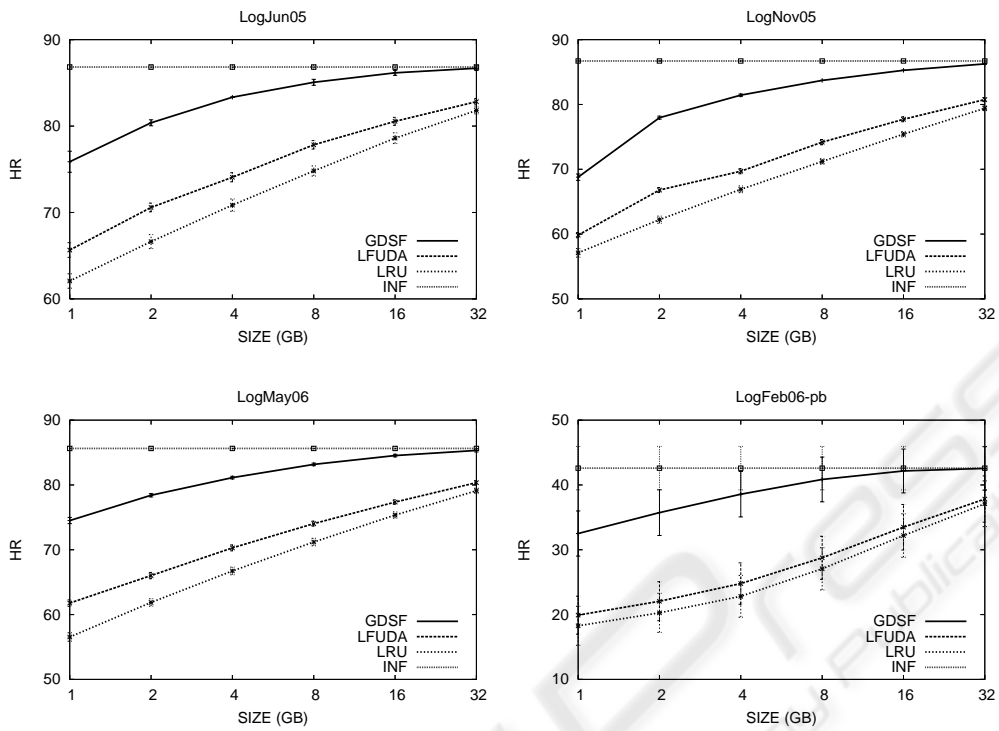 LogJun05
HR
90
80
70
60
1 2 4 8 16 32
SIZE (GB)
GDSF
LFUDA
LRU
INF
LogNov05
HR
90
80
70
60
50
1 2 4 8 16 32
SIZE (GB)
GDSF
LFUDA
LRU
INF
LogMay06
HR
90
80
70
60
50
1 2 4 8 16 32
SIZE (GB)
GDSF
LFUDA
LRU
INF
LogFeb06-pb
HR
50
40
30
20
10
1 2 4 8 16 32
SIZE (GB)
GDSF
LFUDA
LRU
INF